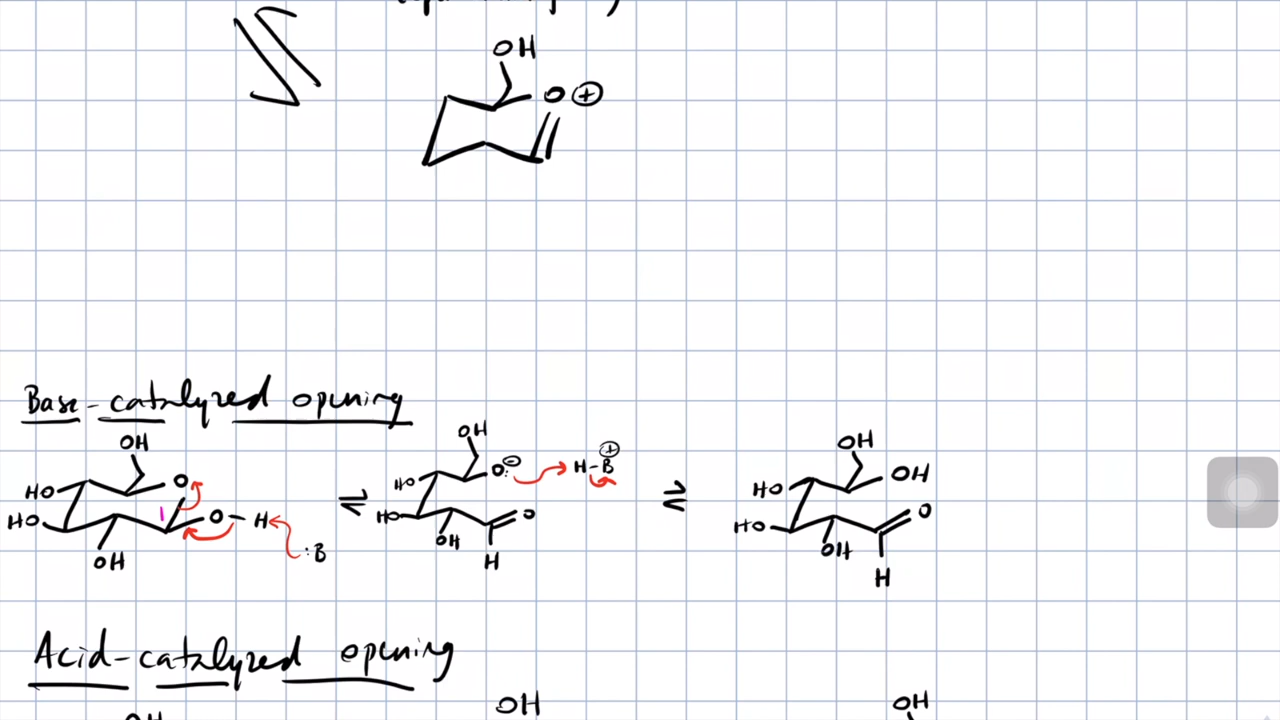 OH
O ⊕
Base-catalyzed opening
OH
HO O
HO 1 O - H
OH :B
OH
HO O: ⊖ H-B ⊕
HO O
OH
H
OH
HO OH
HO O
OH
H
Acid-catalyzed opening
OH OH OH